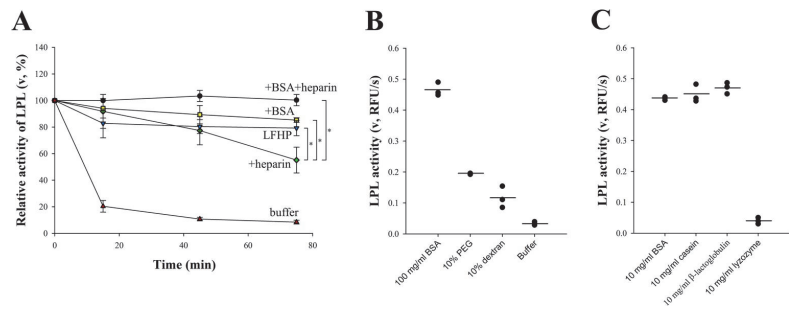 A
B
C
Relative activity of LPL (v, %)
140
120
100
80
60
40
20
0
+BSA+heparin
+BSA
LFHP
+heparin
buffer
*
*
*
0
20
40
60
80
Time (min)
LPL activity (v, RFU/s)
0.6
0.5
0.4
0.3
0.2
0.1
0.0
100 mg/ml BSA
10% PEG
10% dextran
Buffer
LPL activity (v, RFU/s)
0.6
0.5
0.4
0.3
0.2
0.1
0.0
10 mg/ml BSA
10 mg/ml casein
10 mg/ml β-lactoglobulin
10 mg/ml lyzozyme